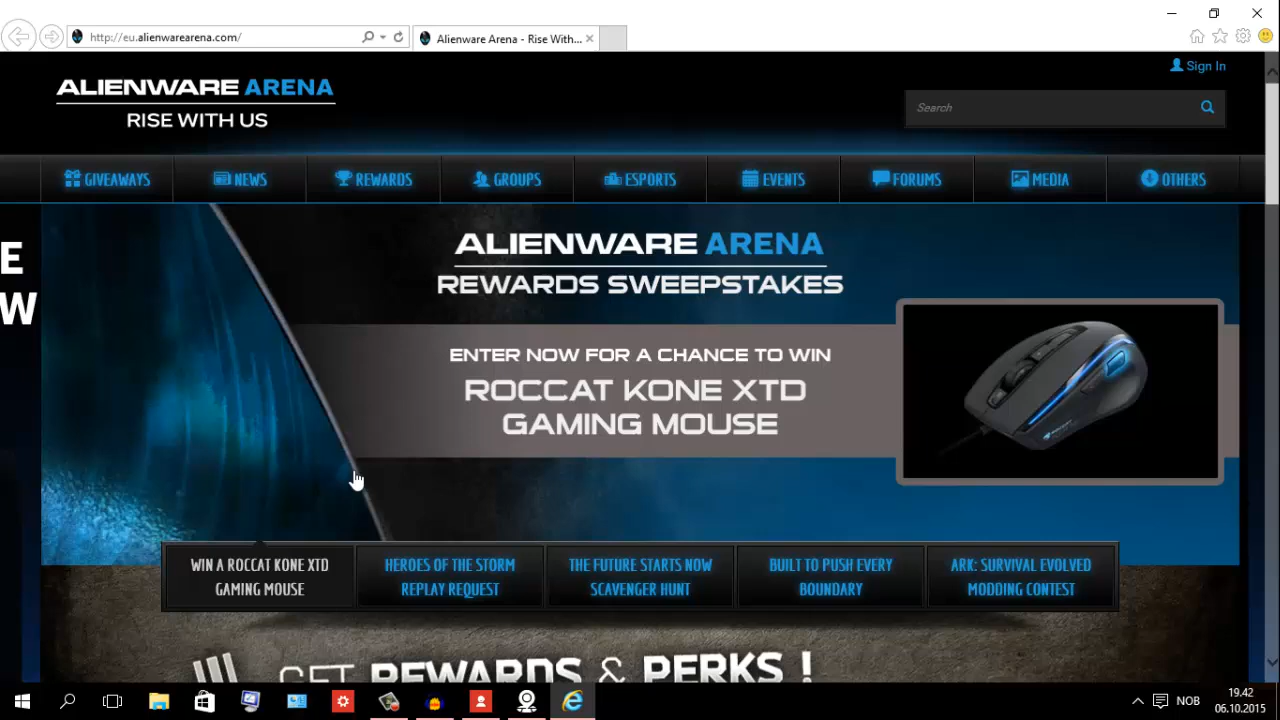 http://eu.alienwarearena.com/
Alienware Arena - Rise With...
Sign In
ALIENWARE ARENA
RISE WITH US
Search
GIVEAWAYS
NEWS
REWARDS
GROUPS
ESPORTS
EVENTS
FORUMS
MEDIA
OTHERS
E
W
ALIENWARE ARENA
REWARDS SWEEPSTAKES
ENTER NOW FOR A CHANCE TO WIN
ROCCAT KONE XTD
GAMING MOUSE
WIN A ROCCAT KONE XTD
GAMING MOUSE
HEROES OF THE STORM
REPLAY REQUEST
THE FUTURE STARTS NOW
SCAVENGER HUNT
BUILT TO PUSH EVERY
BOUNDARY
ARK: SURVIVAL EVOLVED
MODDING CONTEST
GET REWARDS & PERKS !
NOB
19.42
06.10.2015